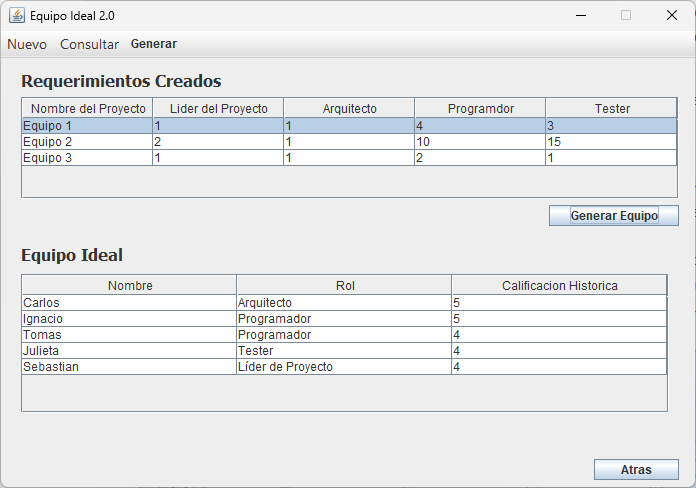 Equipo Ideal 2.0
Nuevo Consultar Generar
Requerimientos Creados
Nombre del Proyecto Lider del Proyecto Arquitecto Programdor Tester
Equipo 1 1 1 4 3
Equipo 2 2 1 10 15
Equipo 3 1 1 2 1
Generar Equipo
Equipo Ideal
Nombre Rol Calificacion Historica
Carlos Arquitecto 5
Ignacio Programador 5
Tomas Programador 4
Julieta Tester 4
Sebastian Líder de Proyecto 4
Atras